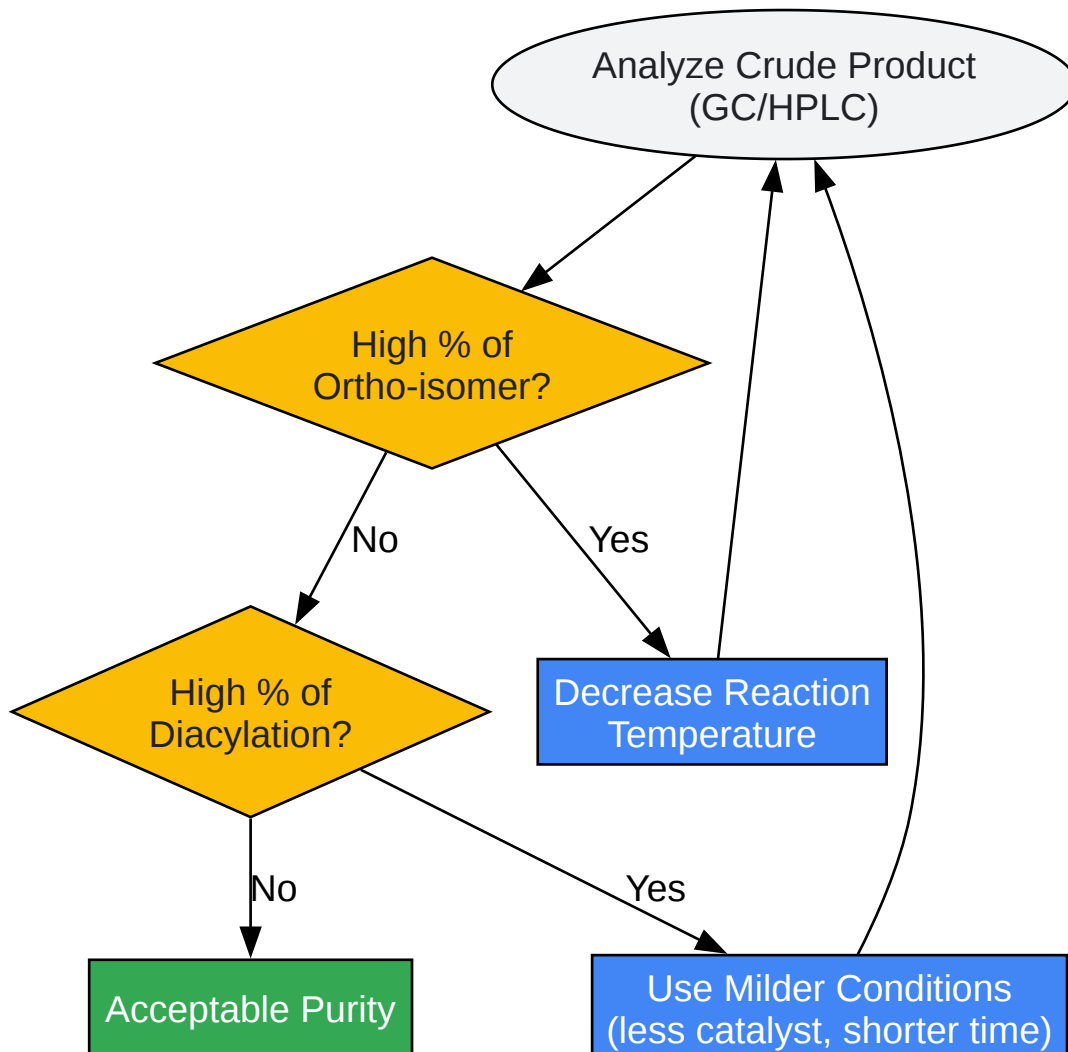 Analyze Crude Product
(GC/HPLC)
High % of
Ortho-isomer?
No
Yes
High % of
Diacylation?
Decrease Reaction
Temperature
No
Yes
Acceptable Purity
Use Milder Conditions
(less catalyst, shorter time)